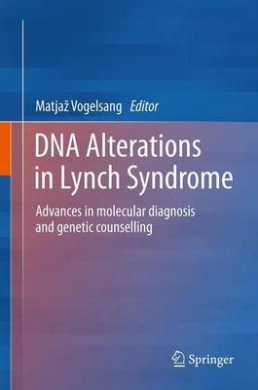 Matjaž Vogelsang Editor
DNA Alterations
in Lynch Syndrome
Advances in molecular diagnosis
and genetic counselling
Springer